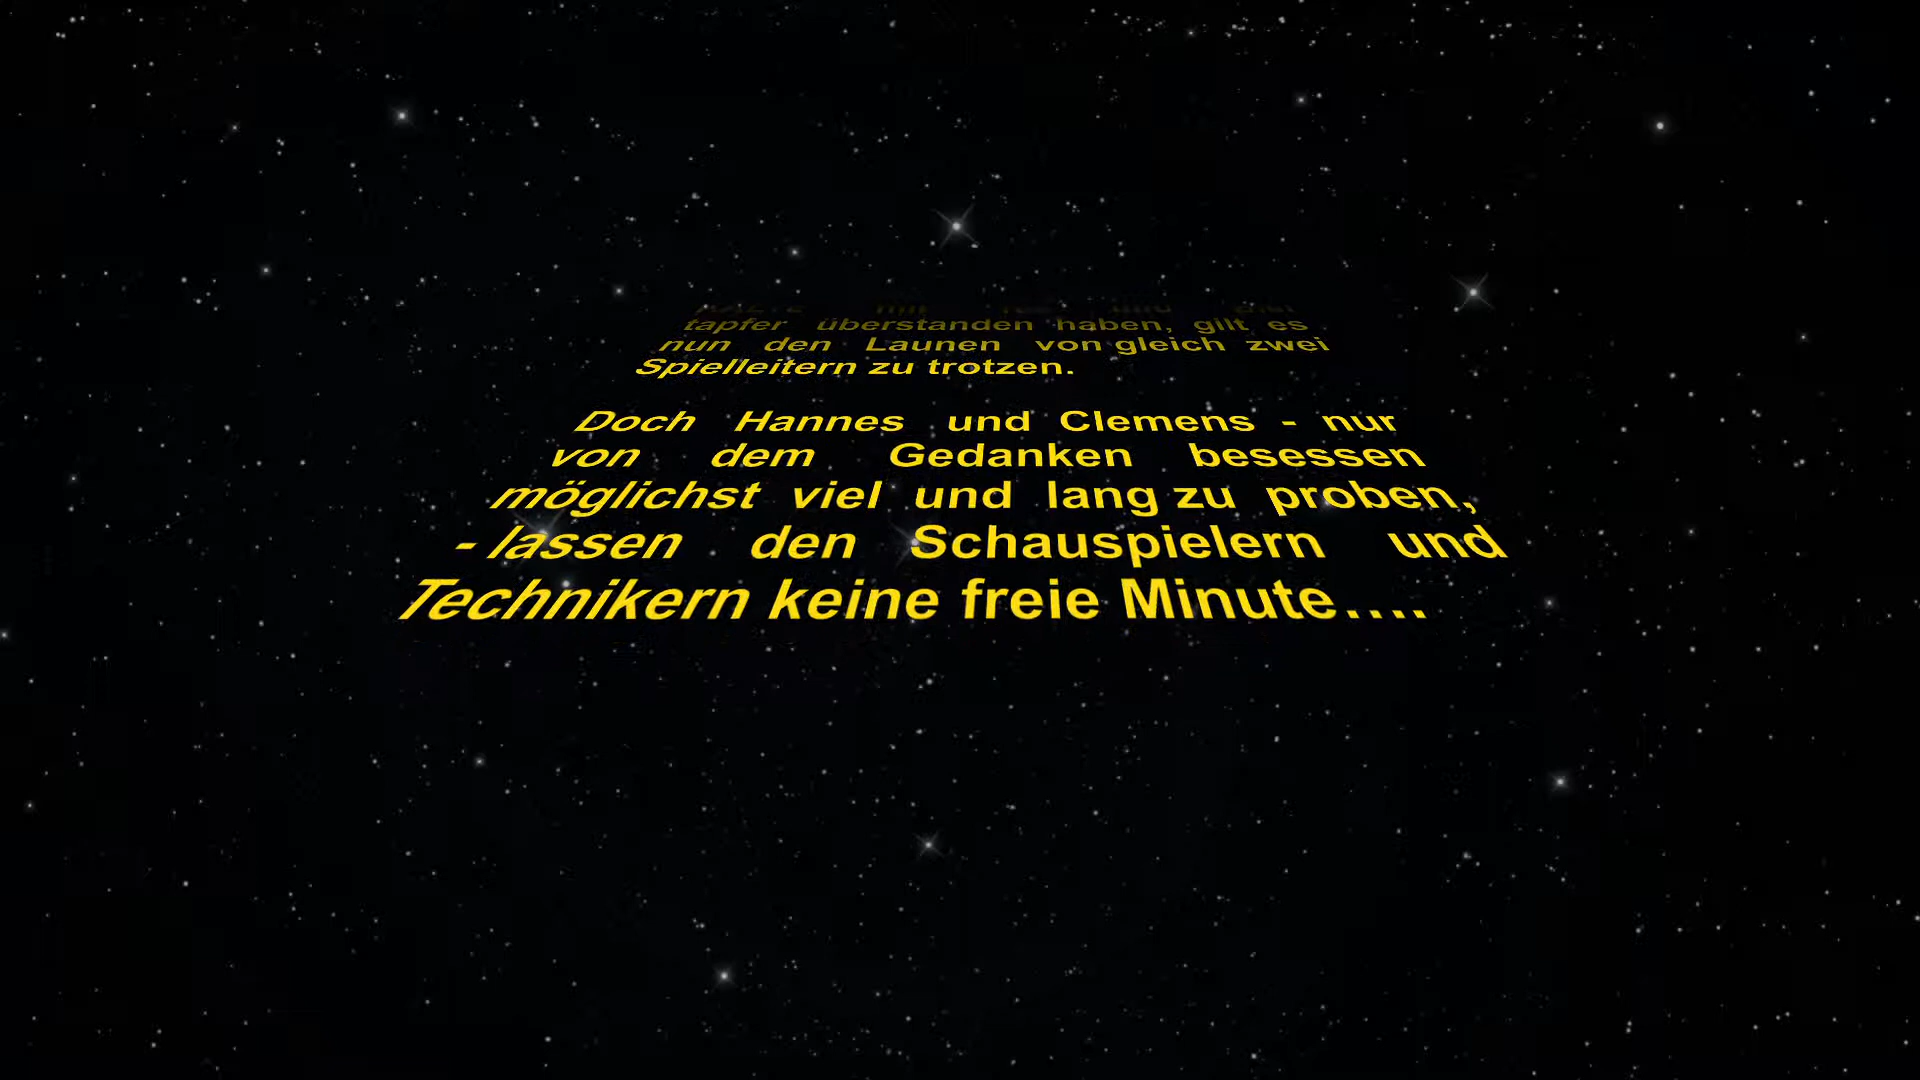 tapfer überstanden haben, gilt es
nun den Launen von gleich zwei
Spielleitern zu trotzen.
Doch Hannes und Clemens - nur
von dem Gedanken besessen
möglichst viel und lang zu proben,
- lassen den Schauspielern und
Technikern keine freie Minute....